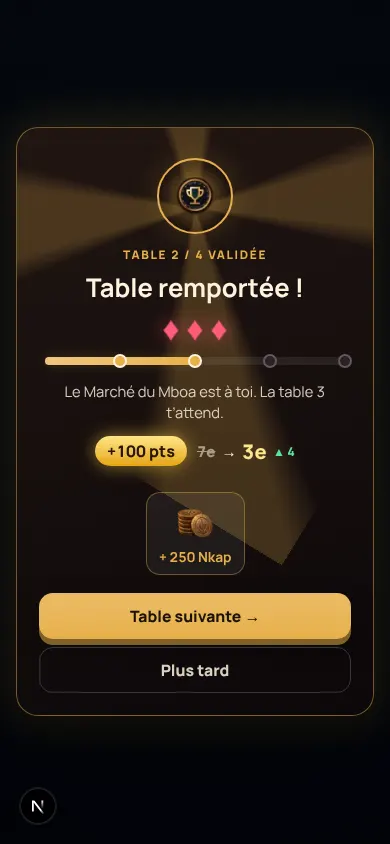 TABLE 2 / 4 VALIDÉE
Table remportée !
Le Marché du Mboa est à toi. La table 3
t'attend.
+100 pts 7e → 3e ▲ 4
+ 250 Nkap
Table suivante →
Plus tard
N